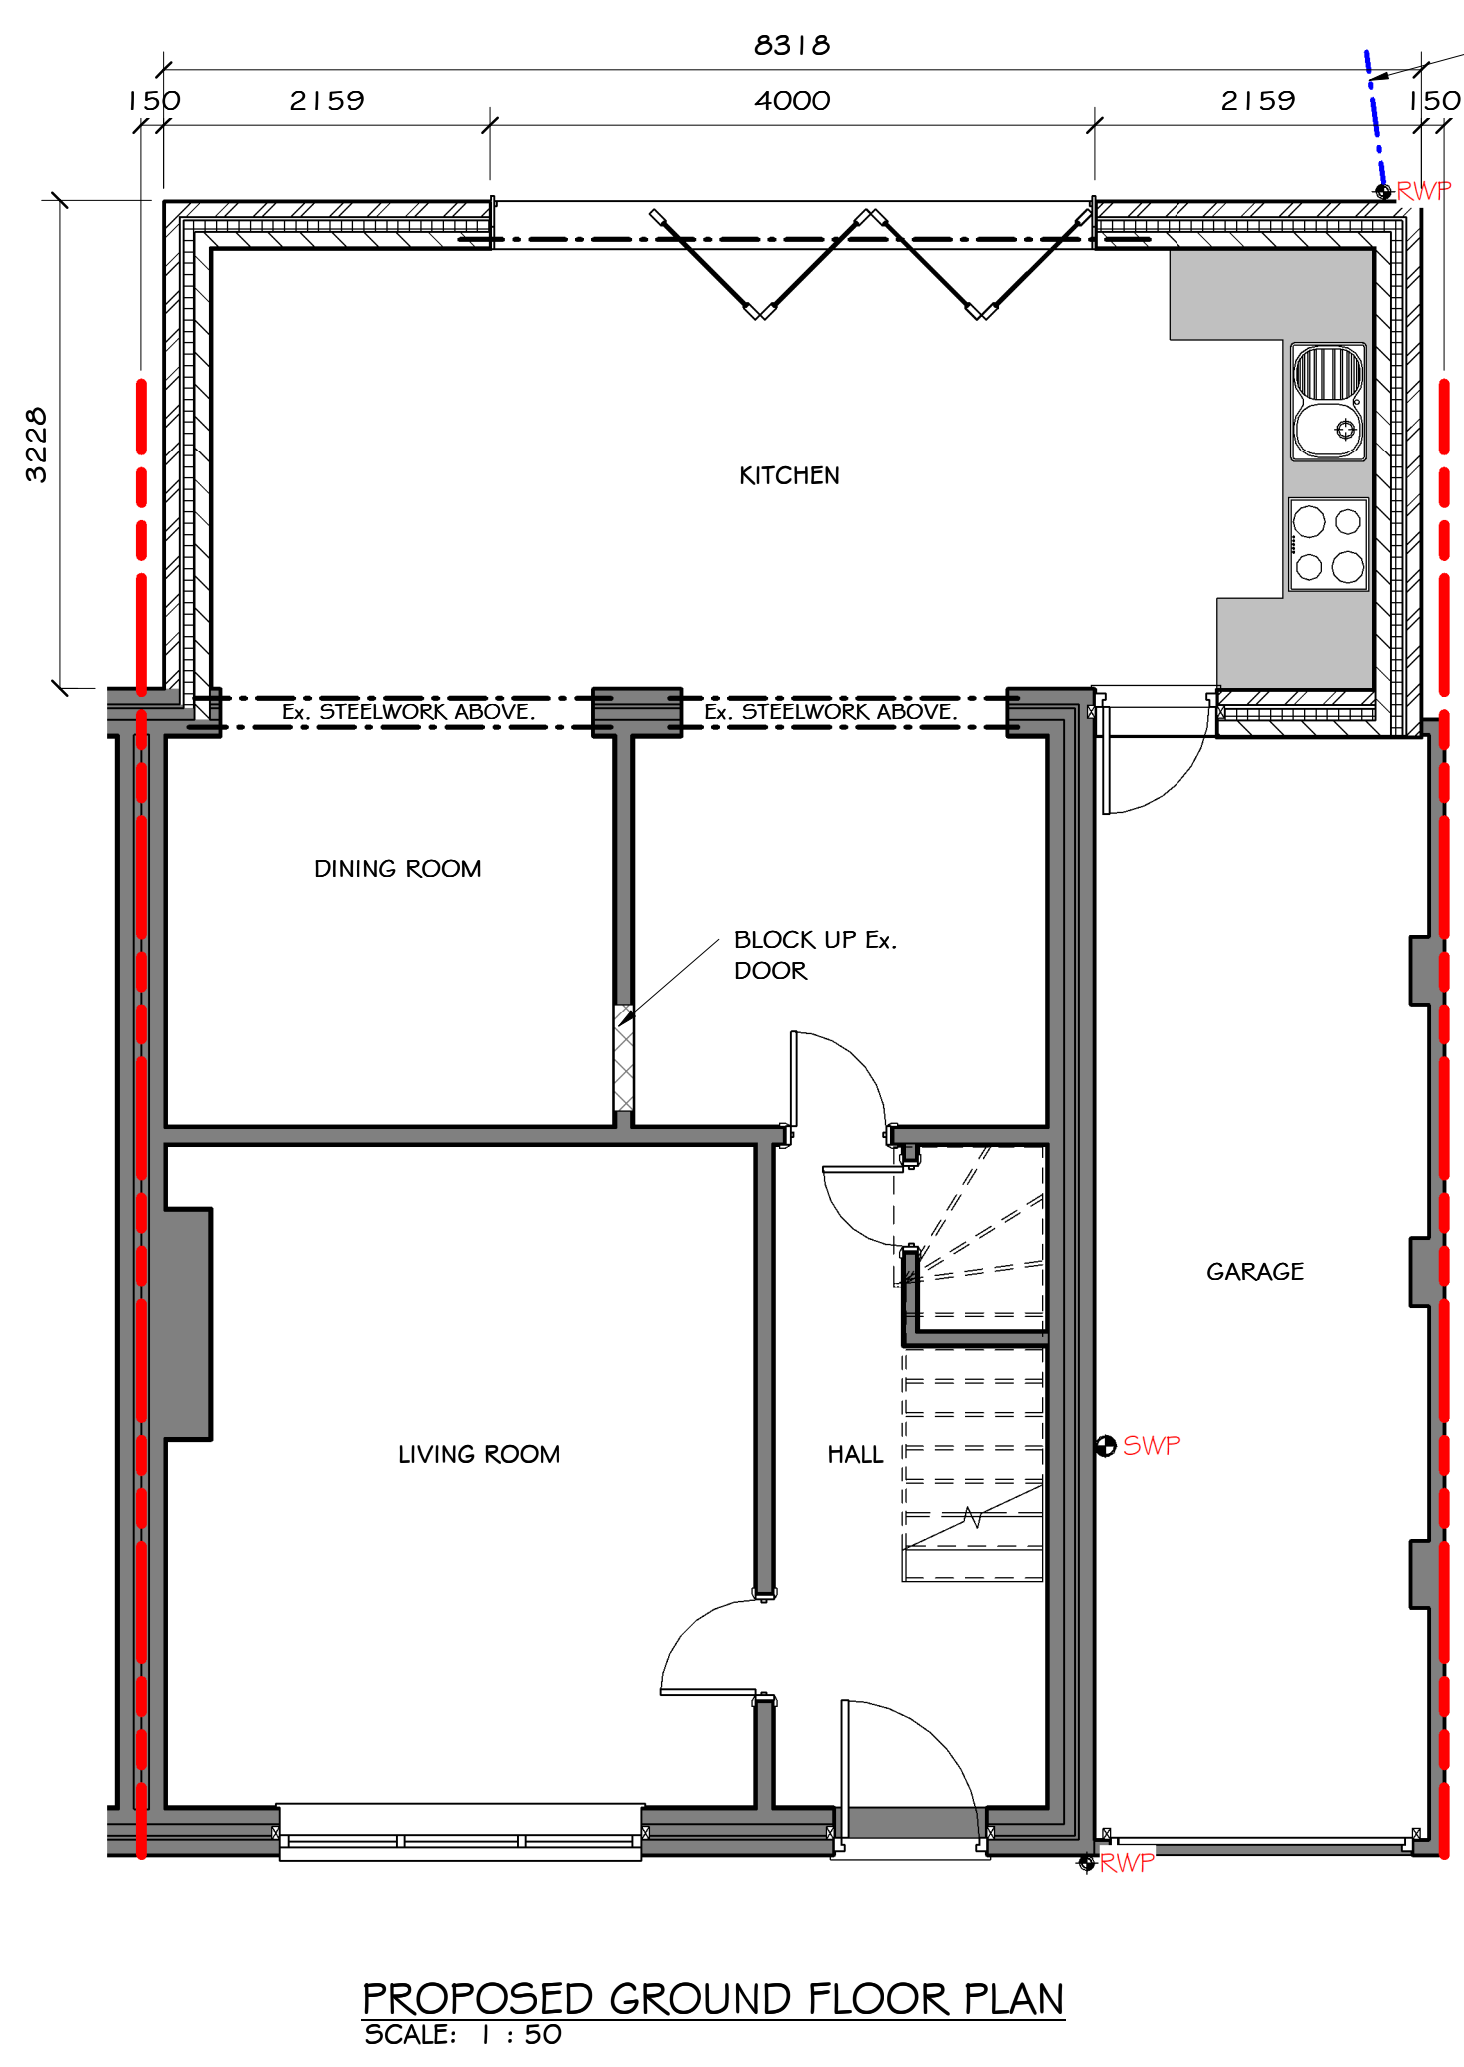 8318
150 2159 4000 2159 150
RWP
3228
KITCHEN
Ex. STEELWORK ABOVE. Ex. STEELWORK ABOVE.
DINING ROOM
BLOCK UP Ex.
DOOR
GARAGE
LIVING ROOM HALL SWP
RWP
PROPOSED GROUND FLOOR PLAN
SCALE: 1 : 50